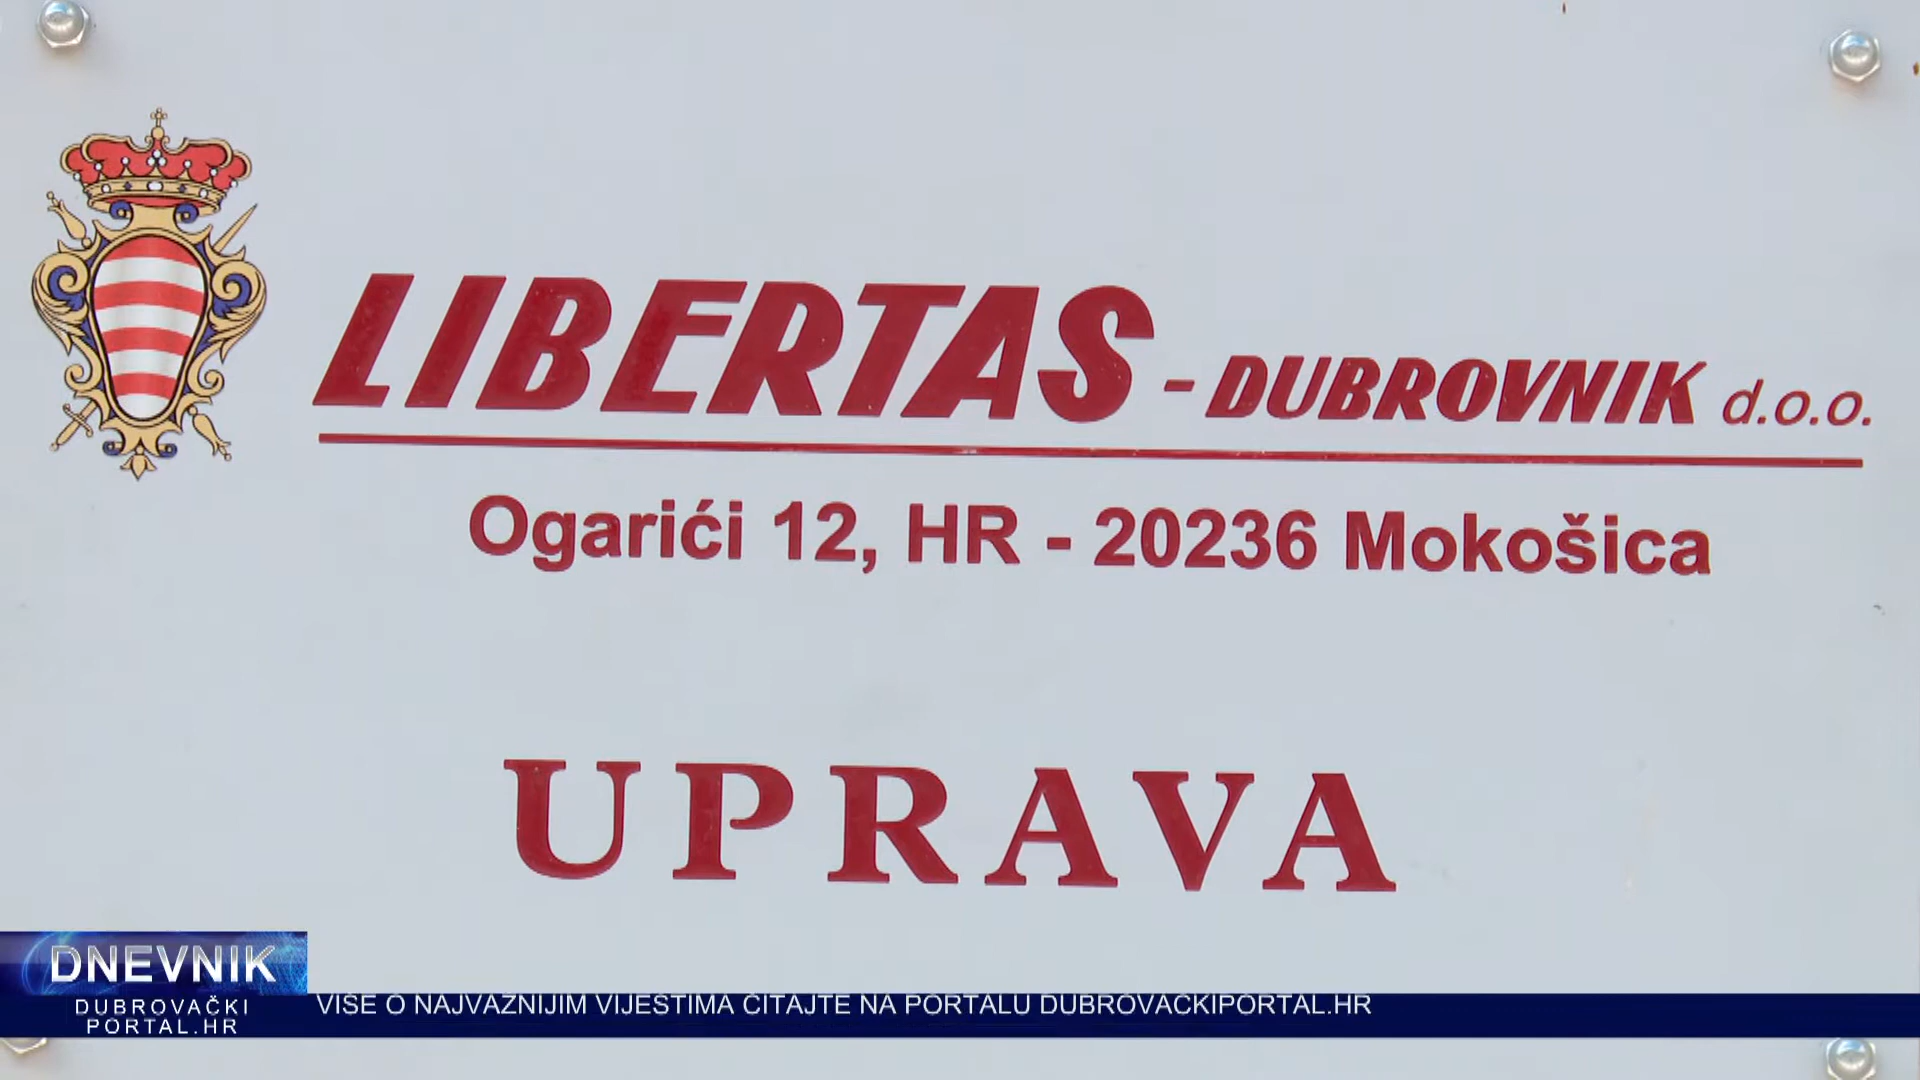 LIBERTAS - DUBROVNIK d.o.o.
Ogarići 12, HR - 20236 Mokošica
UPRAVA
DNEVNIK
DUBROVAČKI
PORTAL.HR
VIŠE O NAJVAŽNIJIM VIJESTIMA ČITAJTE NA PORTALU DUBROVAČKIPORTAL.HR